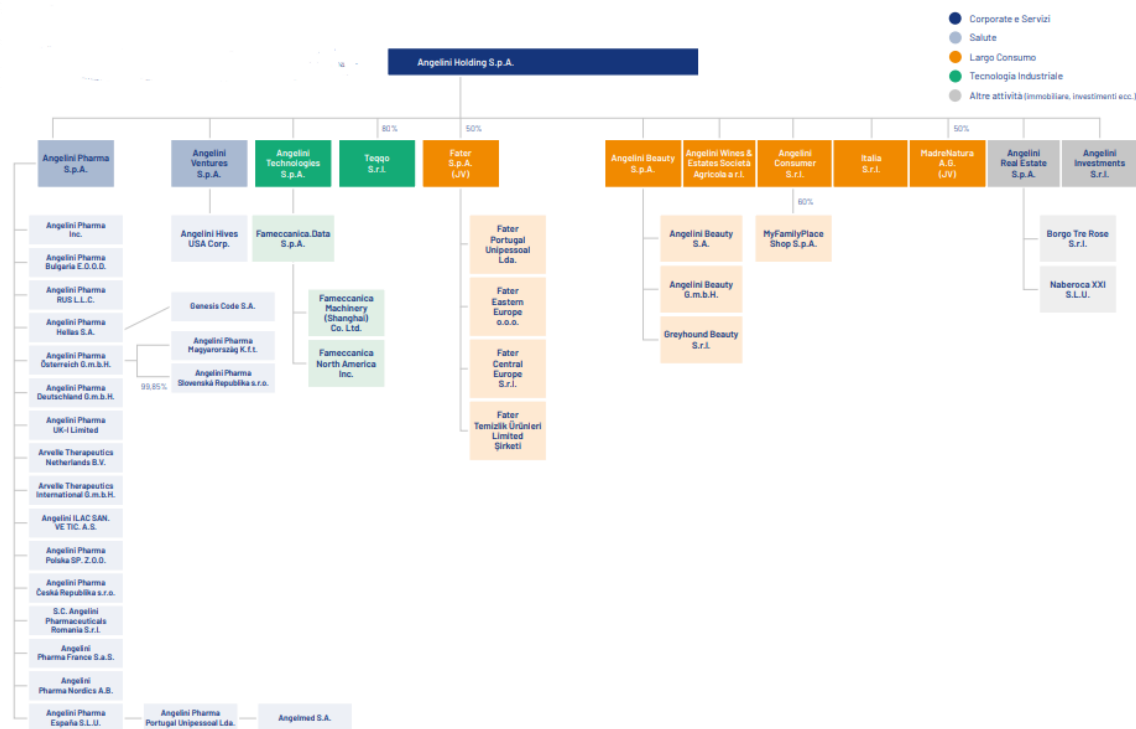 Corporate e Servizi
Salute
Largo Consumo
Tecnologia Industriale
Altre attività (immobiliare, investimenti ecc.)
Angelini Holding S.p.A.
80%
50%
50%
Angelini Pharma
S.p.A.
Angelini
Ventures
S.p.A.
Angelini
Technologies
S.p.A.
Teqqo
S.r.l.
Fater
S.p.A.
(JV)
Angelini Beauty
S.p.A.
Angelini Wines &
Estates Società
Agricola a r.l.
Angelini
Consumer
S.r.l.
Italia
S.r.l.
MadreNatura
A.G.
(JV)
Angelini
Real Estate
S.p.A.
Angelini
Investments
S.r.l.
60%
Angelini Pharma
Inc.
Angelini Pharma
Bulgaria E.O.O.D.
Angelini Pharma
RUS L.L.C.
Angelini Pharma
Hellas S.A.
Angelini Pharma
Österreich G.m.b.H.
Angelini Pharma
Deutschland G.m.b.H.
Angelini Pharma
UK-I Limited
Arvelle Therapeutics
Netherlands B.V.
Arvelle Therapeutics
International G.m.b.H.
Angelini ILAC SAN.
VE TIC. A.S.
Angelini Pharma
Polska SP. Z.O.O.
Angelini Pharma
Česká Republika s.r.o.
S.C. Angelini
Pharmaceuticals
Romania S.r.l.
Angelini
Pharma France S.a.S.
Angelini
Pharma Nordics A.B.
Angelini Pharma
España S.L.U.
Angelini Pharma
Portugal Unipessoal Lda.
Angelmed S.A.
Angelini Hives
USA Corp.
Genesis Code S.A.
Angelini Pharma
Magyarország K.f.t.
99,85%
Angelini Pharma
Slovenská Republika s.r.o.
Fameccanica.Data
S.p.A.
Fameccanica
Machinery
(Shanghai)
Co. Ltd.
Fameccanica
North America
Inc.
Fater
Portugal
Unipessoal
Lda.
Fater
Eastern
Europe
o.o.o.
Fater
Central
Europe
S.r.l.
Fater
Temizlik Ürünleri
Limited
Şirketi
Angelini Beauty
S.A.
Angelini Beauty
G.m.b.H.
Greyhound Beauty
S.r.l.
MyFamilyPlace
Shop S.p.A.
Borgo Tre Rose
S.r.l.
Naberoca XXI
S.L.U.